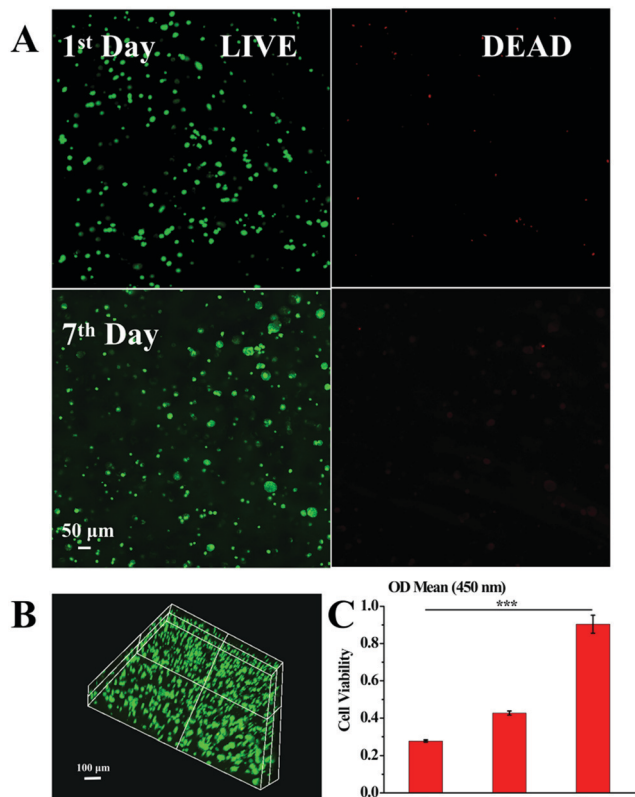 A
1st Day LIVE
DEAD
7th Day
50 μm
B
100 μm
C
OD Mean (450 nm)
***
Cell Viability
1.0
0.8
0.6
0.4
0.2
0.0